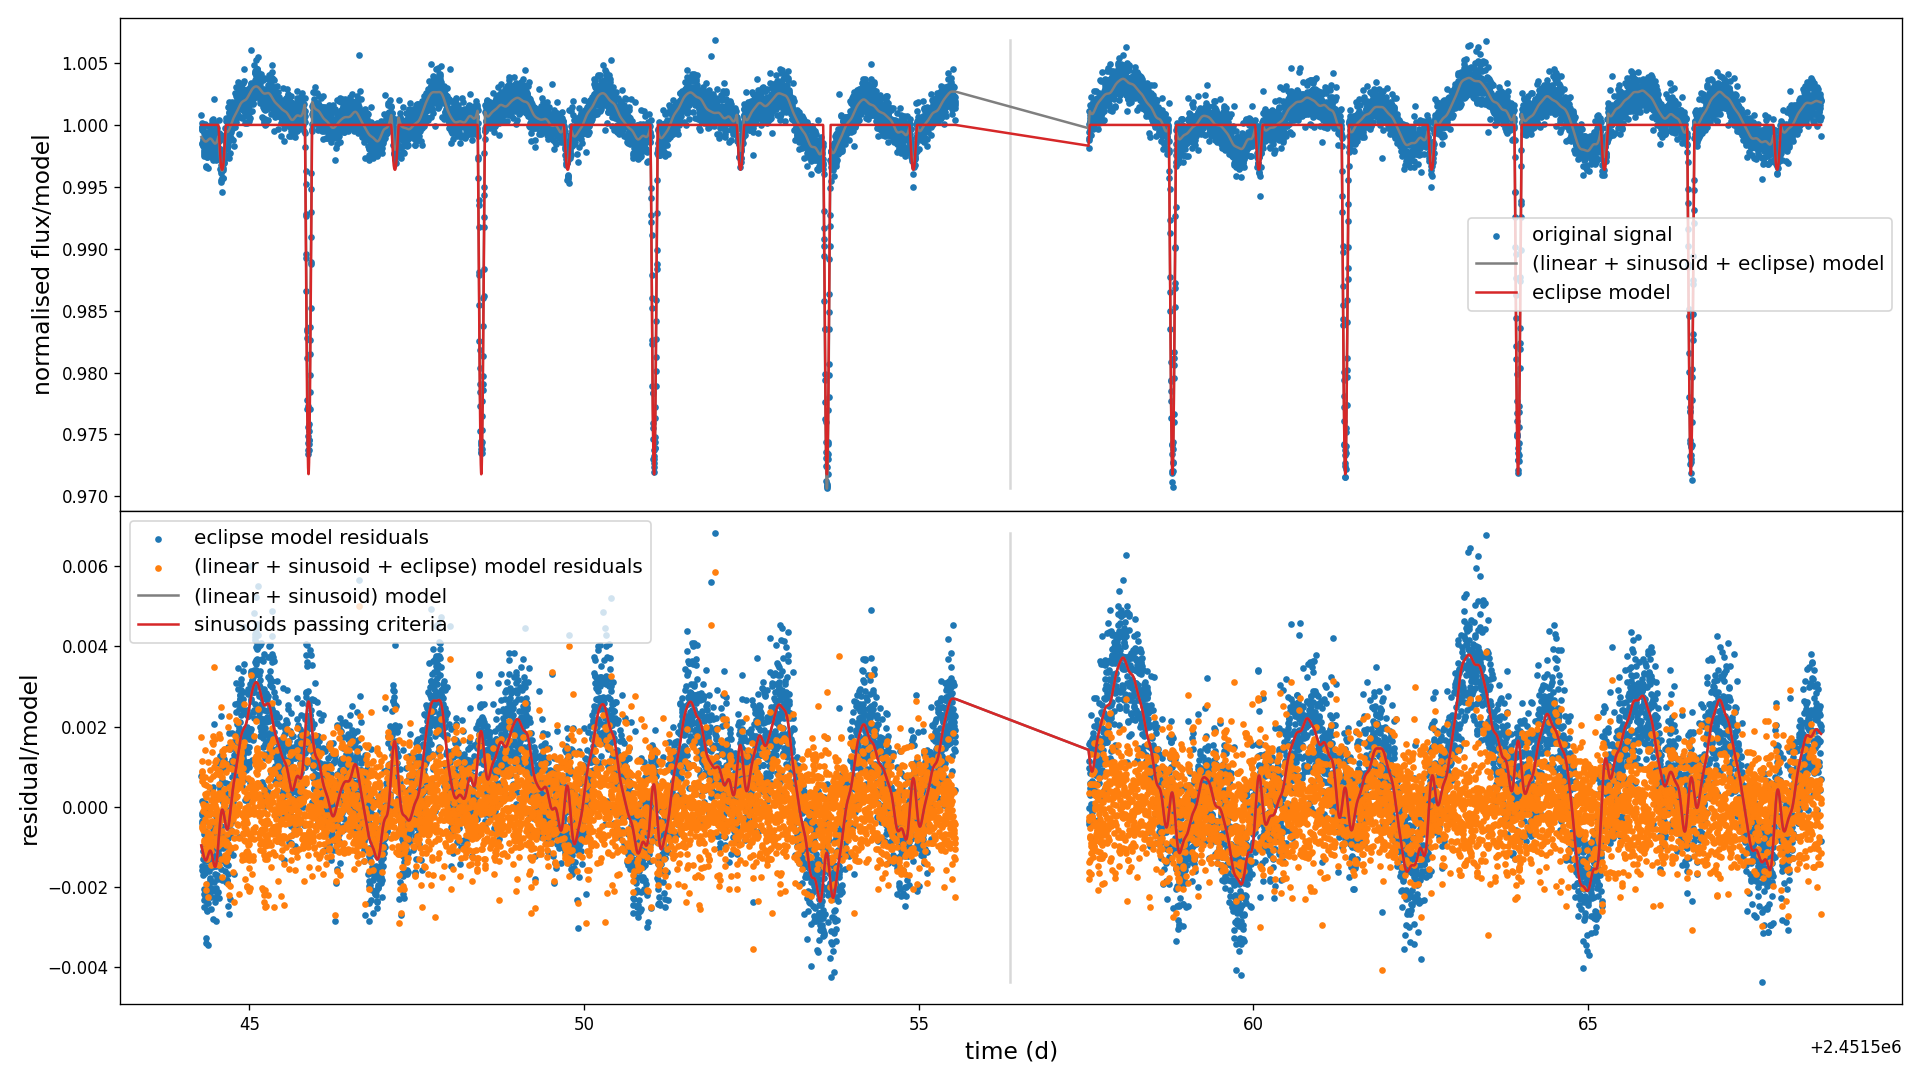 normalised flux/model
1.005
1.000
0.995
0.990
0.985
0.980
0.975
0.970
original signal
(linear + sinusoid + eclipse) model
eclipse model
residual/model
0.006
0.004
0.002
0.000
−0.002
−0.004
eclipse model residuals
(linear + sinusoid + eclipse) model residuals
(linear + sinusoid) model
sinusoids passing criteria
45 50 55 60 65
time (d)
+2.4515e6